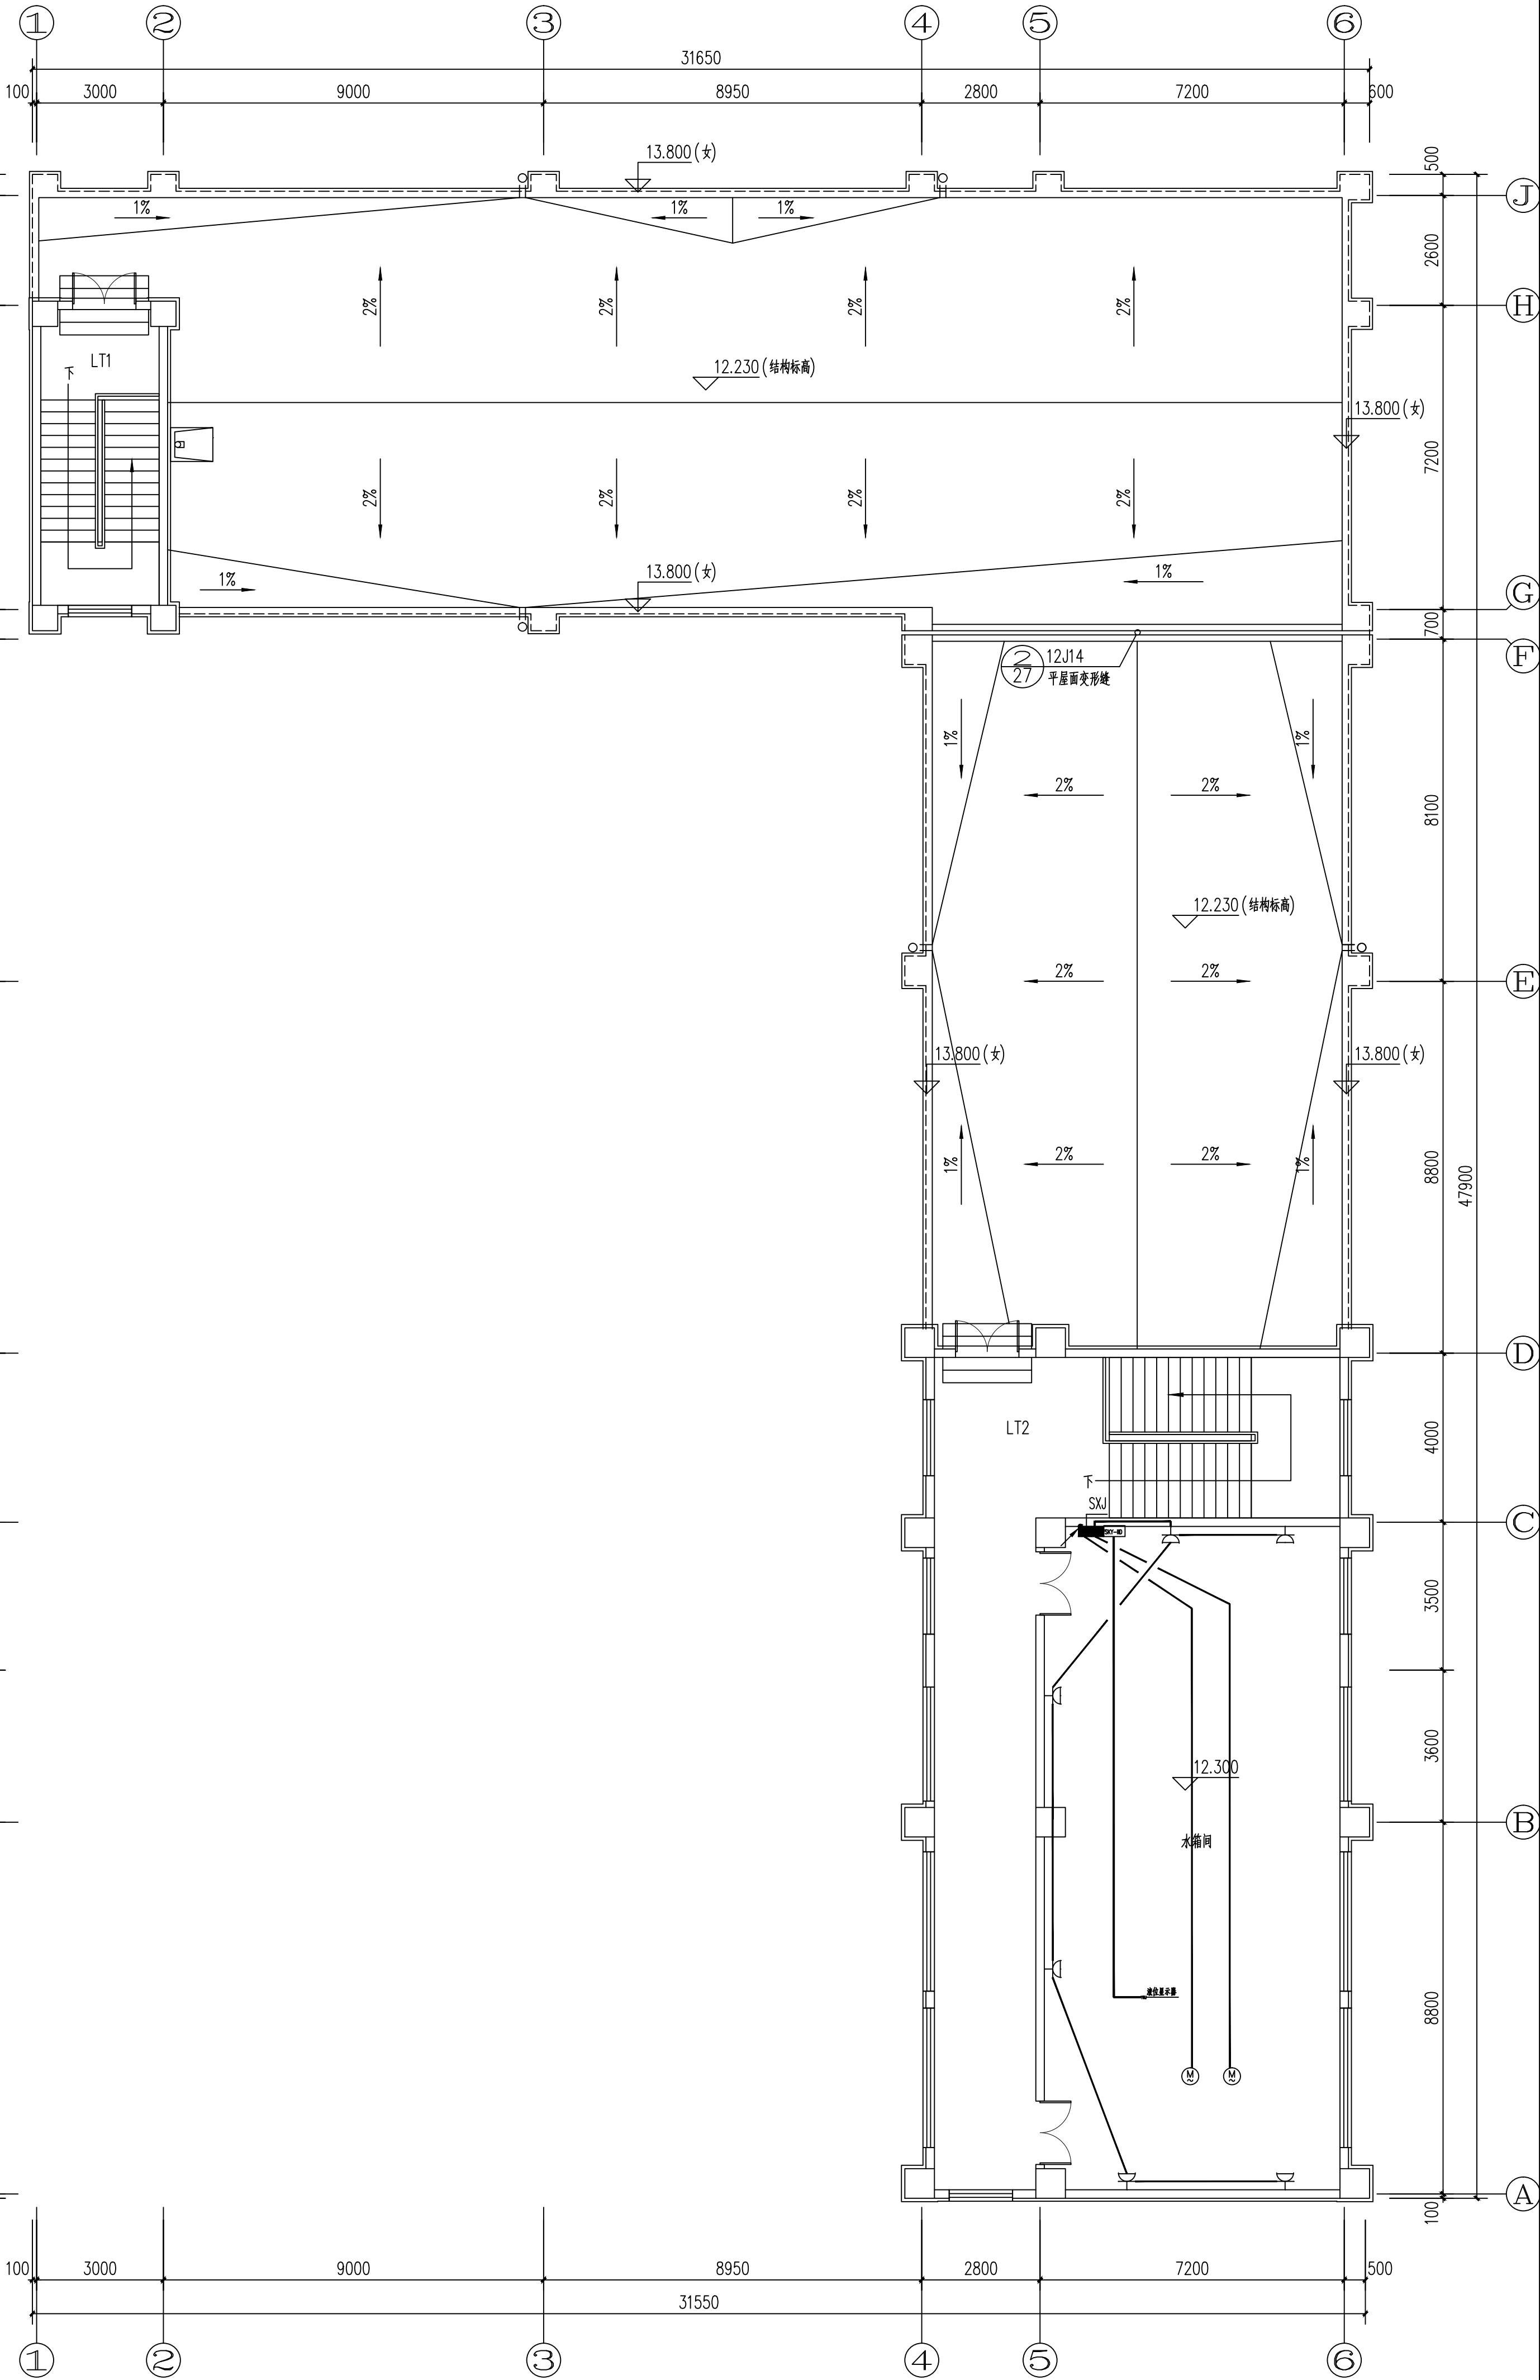 1 2 3 4 5 6
31650
100 3000 9000 8950 2800 7200 600
13.800(女)
500
J
1% 1% 1%
2600
2% 2% 2% 2%
H
LT1
下
12.230(结构标高)
13.800(女)
7200
2% 2% 2% 2%
1%
13.800(女)
1%
G
700
2
27
12J14
平屋面变形缝
F
1% 1%
2% 2%
8100
12.230(结构标高)
2% 2%
E
13.800(女)
13.800(女)
1% 2% 2% 1%
8800
47900
D
LT2
4000
下
SXJ
C
3500
3600
12.300
B
水箱间
液位显示器
8800
M
~
M
~
A
100
100 3000 9000 8950 2800 7200 500
31550
1 2 3 4 5 6